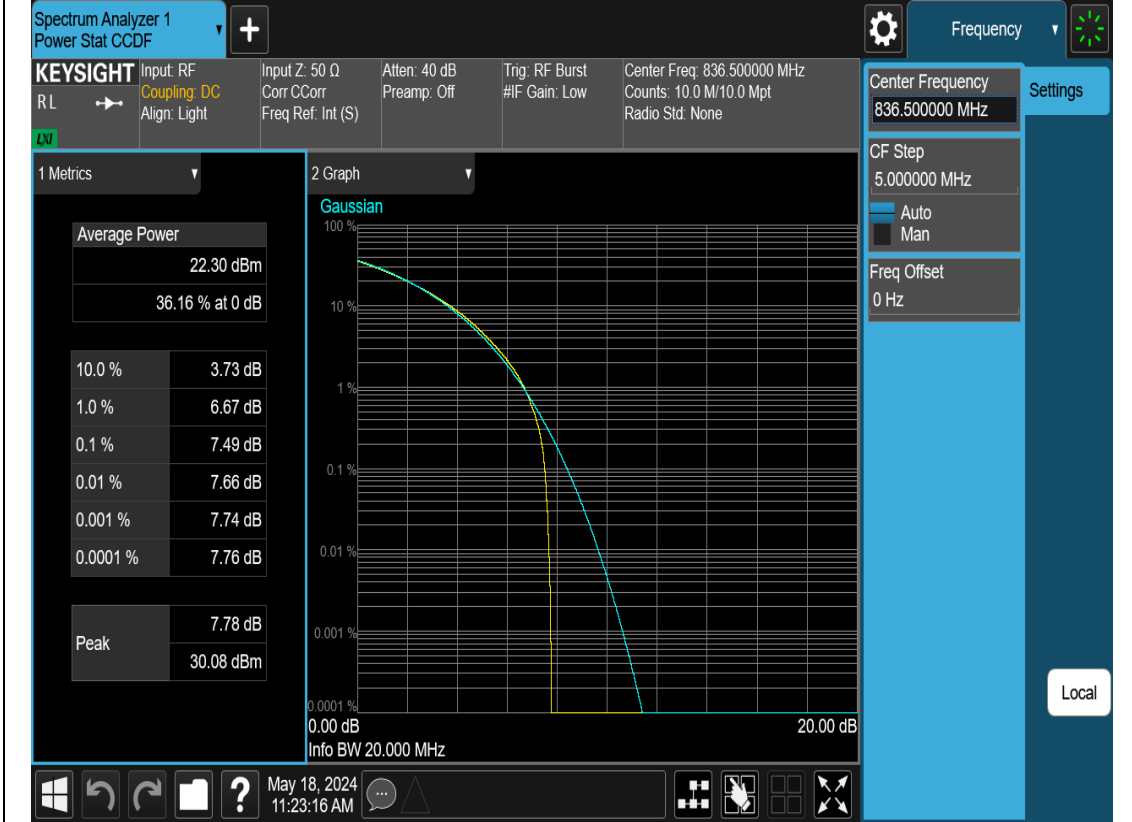 Spectrum Analyzer 1
Power Stat CCDF
Frequency
KEYSIGHT
RL
LXI
Input: RF
Coupling: DC
Align: Light
Input Z: 50 Ω
Corr CCorr
Freq Ref: Int (S)
Atten: 40 dB
Preamp: Off
Trig: RF Burst
#IF Gain: Low
Center Freq: 836.500000 MHz
Counts: 10.0 M/10.0 Mpt
Radio Std: None
Center Frequency
836.500000 MHz
Settings
CF Step
5.000000 MHz
Auto
Man
Freq Offset
0 Hz
Local
1 Metrics
Average Power
22.30 dBm
36.16 % at 0 dB
10.0 % 3.73 dB
1.0 % 6.67 dB
0.1 % 7.49 dB
0.01 % 7.66 dB
0.001 % 7.74 dB
0.0001 % 7.76 dB
Peak
7.78 dB
30.08 dBm
2 Graph
Gaussian
100 %
10 %
1 %
0.1 %
0.01 %
0.001 %
0.0001 %
0.00 dB 20.00 dB
Info BW 20.000 MHz
?
May 18, 2024
11:23:16 AM